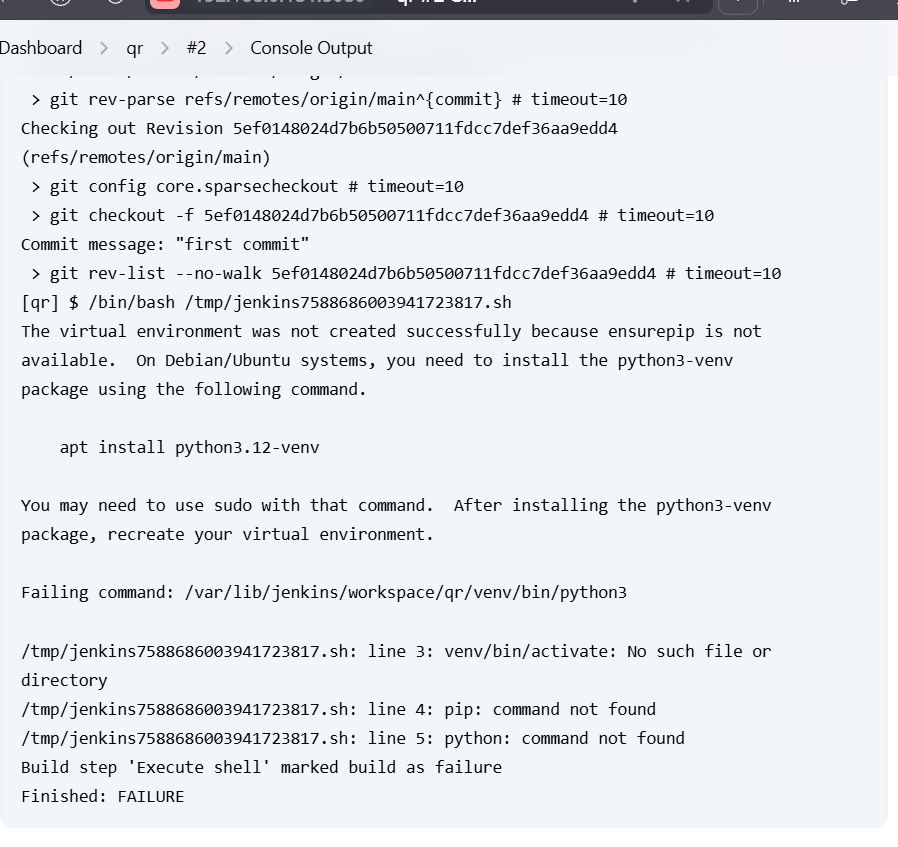 Dashboard > qr > #2 > Console Output
> git rev-parse refs/remotes/origin/main^{commit} # timeout=10
Checking out Revision 5ef0148024d7b6b50500711fdcc7def36aa9edd4
(refs/remotes/origin/main)
> git config core.sparsecheckout # timeout=10
> git checkout -f 5ef0148024d7b6b50500711fdcc7def36aa9edd4 # timeout=10
Commit message: "first commit"
> git rev-list --no-walk 5ef0148024d7b6b50500711fdcc7def36aa9edd4 # timeout=10
[qr] $ /bin/bash /tmp/jenkins7588686003941723817.sh
The virtual environment was not created successfully because ensurepip is not
available.  On Debian/Ubuntu systems, you need to install the python3-venv
package using the following command.
apt install python3.12-venv
You may need to use sudo with that command.  After installing the python3-venv
package, recreate your virtual environment.
Failing command: /var/lib/jenkins/workspace/qr/venv/bin/python3
/tmp/jenkins7588686003941723817.sh: line 3: venv/bin/activate: No such file or
directory
/tmp/jenkins7588686003941723817.sh: line 4: pip: command not found
/tmp/jenkins7588686003941723817.sh: line 5: python: command not found
Build step 'Execute shell' marked build as failure
Finished: FAILURE